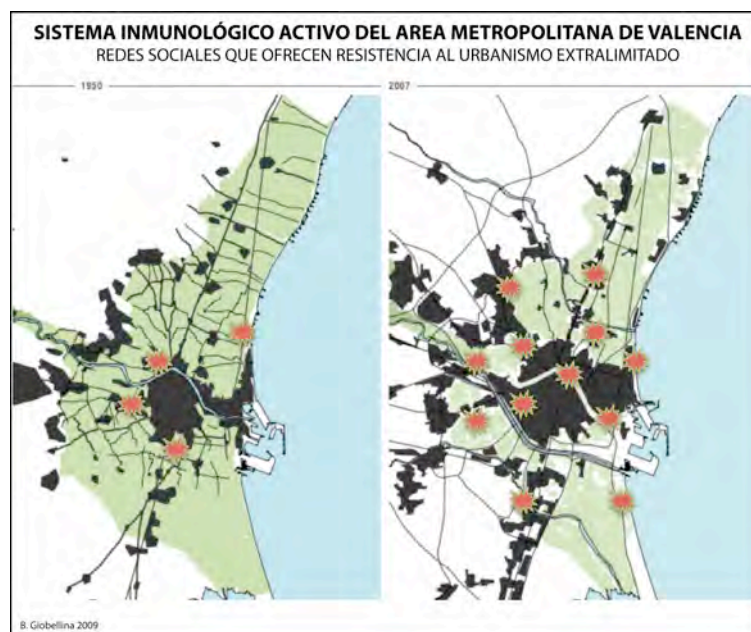 SISTEMA INMUNOLÓGICO ACTIVO DEL AREA METROPOLITANA DE VALENCIA
REDES SOCIALES QUE OFRECEN RESISTENCIA AL URBANISMO EXTRALIMITADO
1950
2007
B. Giobellina 2009